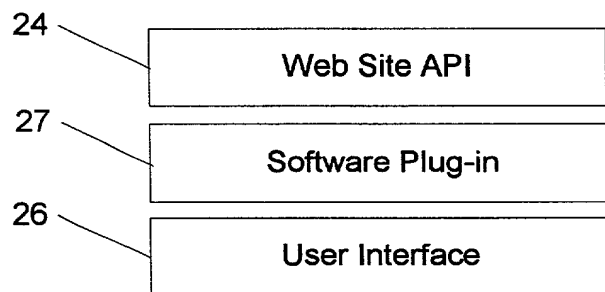 24 Web Site API
27 Software Plug-in
26 User Interface